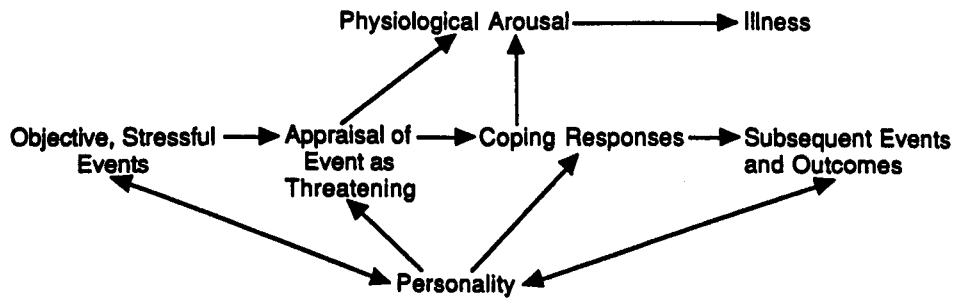 Physiological Arousal
Illness
Objective, Stressful
Events
Appraisal of
Event as
Threatening
Coping Responses
Subsequent Events
and Outcomes
Personality